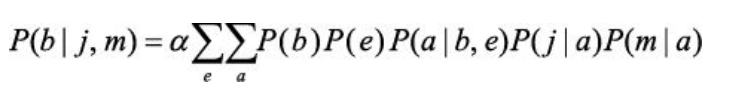 P(b | j, m) = α∑∑P(b)P(e)P(a | b, e)P(j | a)P(m | a)
e a